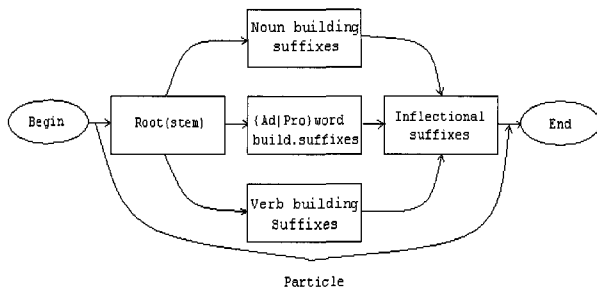 Noun building
suffixes
Begin
Root(stem)
{Ad|Pro}word
build.suffixes
Inflectional
suffixes
End
Verb building
Suffixes
Particle